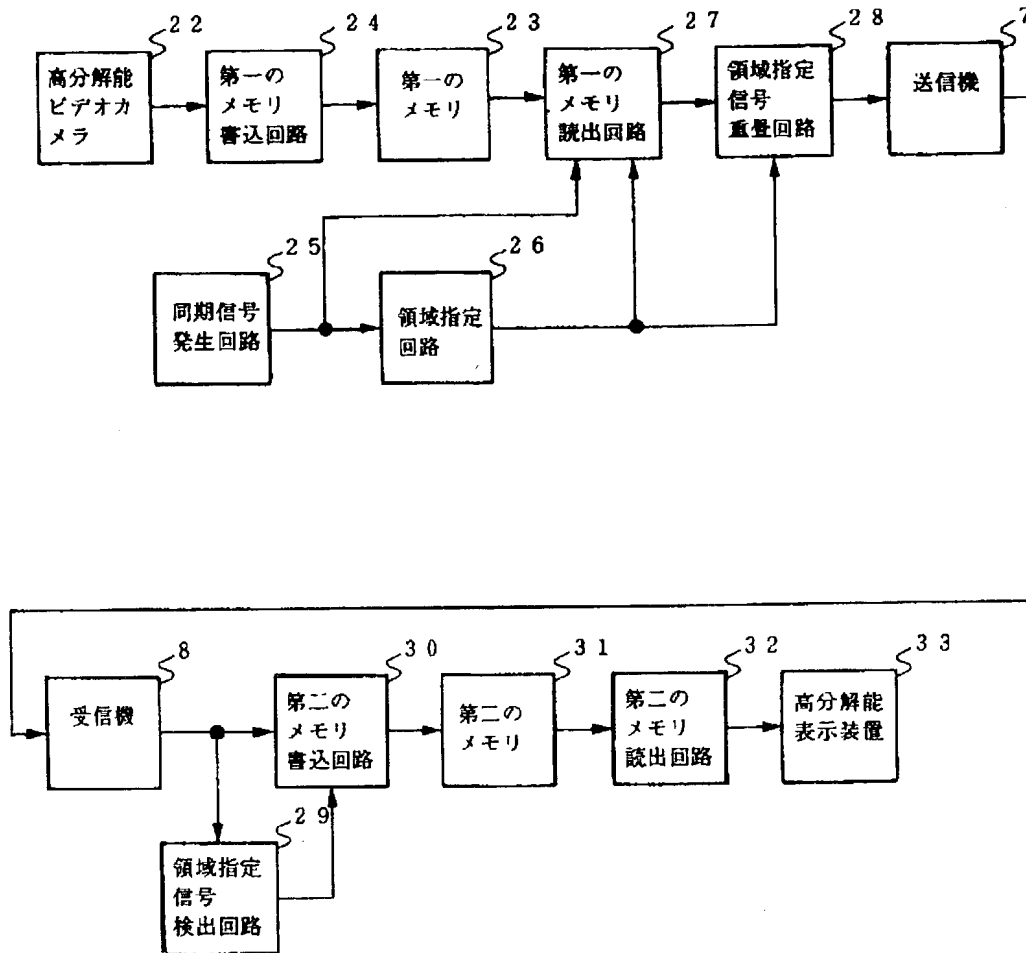 22
高分解能
ビデオカ
メラ
24
第一の
メモリ
書込回路
23
第一の
メモリ
27
第一の
メモリ
読出回路
28
領域指定
信号
重畳回路
7
送信機
25
同期信号
発生回路
26
領域指定
回路
8
受信機
30
第二の
メモリ
書込回路
31
第二の
メモリ
32
第二の
メモリ
読出回路
33
高分解能
表示装置
29
領域指定
信号
検出回路